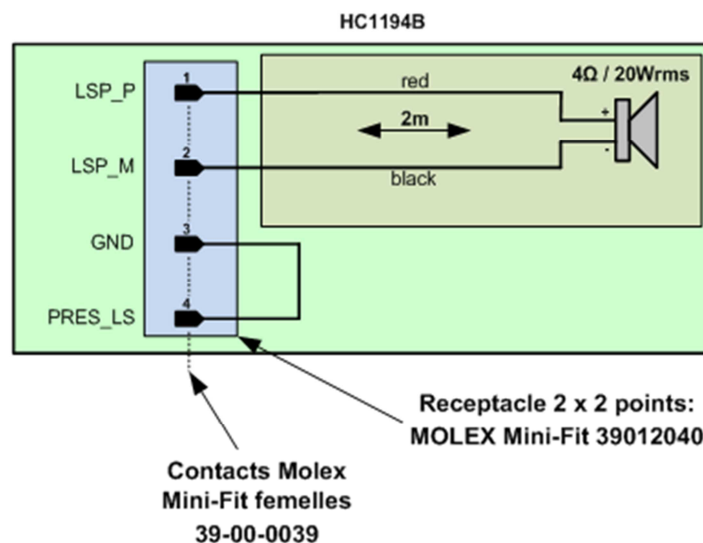 HC1194B
4Ω / 20Wrms
LSP_P
1
red
+
2m
-
LSP_M
2
black
GND
3
PRES_LS
4
Receptacle 2 x 2 points:
MOLEX Mini-Fit 39012040
Contacts Molex
Mini-Fit femelles
39-00-0039